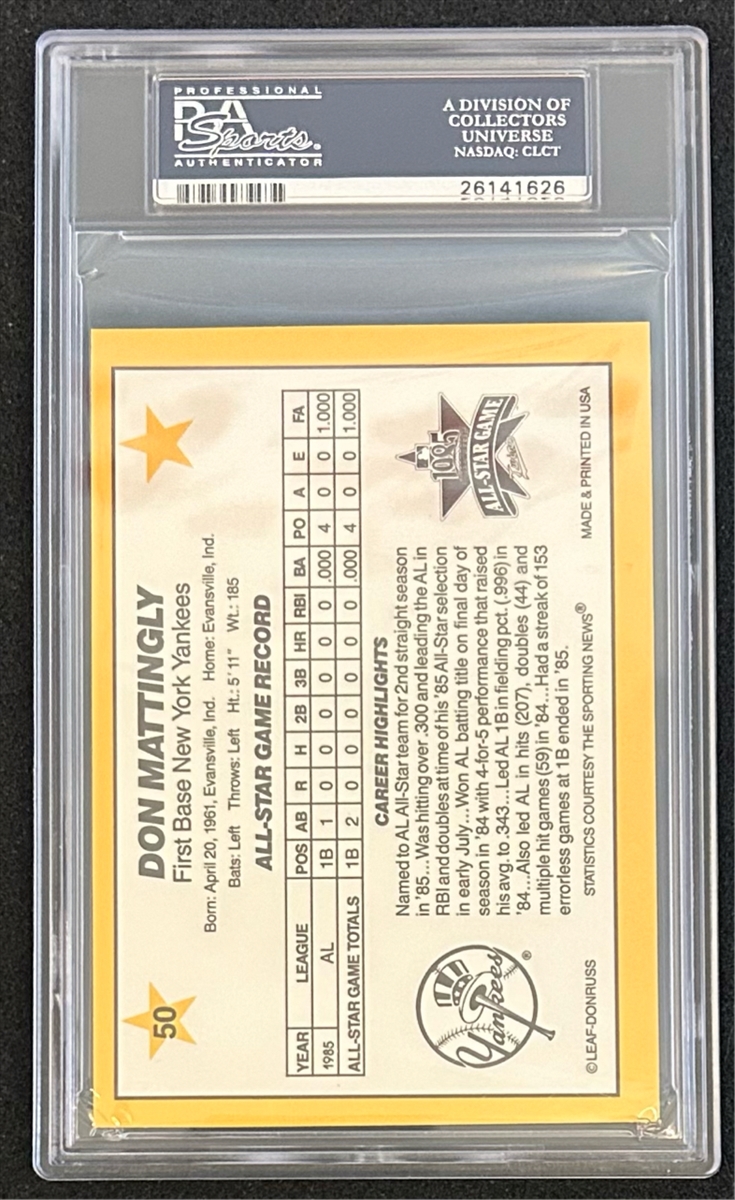 PROFESSIONAL
PSA
Sports
AUTHENTICATOR
A DIVISION OF
COLLECTORS
UNIVERSE
NASDAQ: CLCT
26141626
50
DON MATTINGLY
First Base New York Yankees
Born: April 20, 1961, Evansville, Ind. Home: Evansville, Ind.
Bats: Left Throws: Left Ht.: 5'11" Wt.: 185
ALL-STAR GAME RECORD
YEAR LEAGUE POS AB R H 2B 3B HR RBI BA PO A E FA
1985 AL 1B 1 0 0 0 0 0 0 .000 4 0 0 1.000
ALL-STAR GAME TOTALS 1B 2 0 0 0 0 0 0 .000 4 0 0 1.000
CAREER HIGHLIGHTS
Named to AL All-Star team for 2nd straight season
in '85...Was hitting over .300 and leading the AL in
RBI and doubles at time of his '85 All-Star selection
in early July...Won AL batting title on final day of
season in '84 with 4-for-5 performance that raised
his avg. to .343...Led AL 1B in fielding pct. (.996) in
'84...Also led AL in hits (207), doubles (44) and
multiple hit games (59) in '84...Had a streak of 153
errorless games at 1B ended in '85.
Yankees®
1985
ALL-STAR GAME
©LEAF-DONRUSS STATISTICS COURTESY THE SPORTING NEWS® MADE & PRINTED IN USA